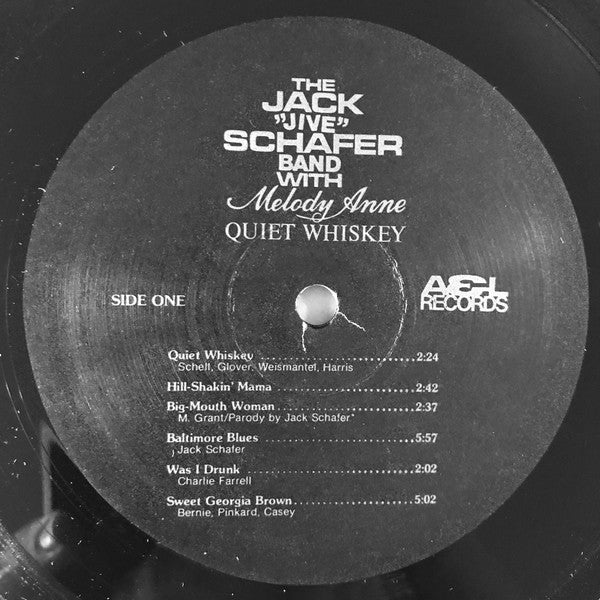 THE
JACK
"JIVE"
SCHAFER
BAND
WITH
Melody Anne
QUIET WHISKEY
SIDE ONE
A&L
RECORDS
Quiet Whiskey ........................ 2:24
Schell, Glover, Weismantel, Harris
Hill-Shakin' Mama ........................ 2:42
Big-Mouth Woman ........................ 2:37
M. Grant/Parody by Jack Schafer*
Baltimore Blues ........................ 5:57
Jack Schafer
Was I Drunk ........................ 2:02
Charlie Farrell
Sweet Georgia Brown ........................ 5:02
Bernie, Pinkard, Casey